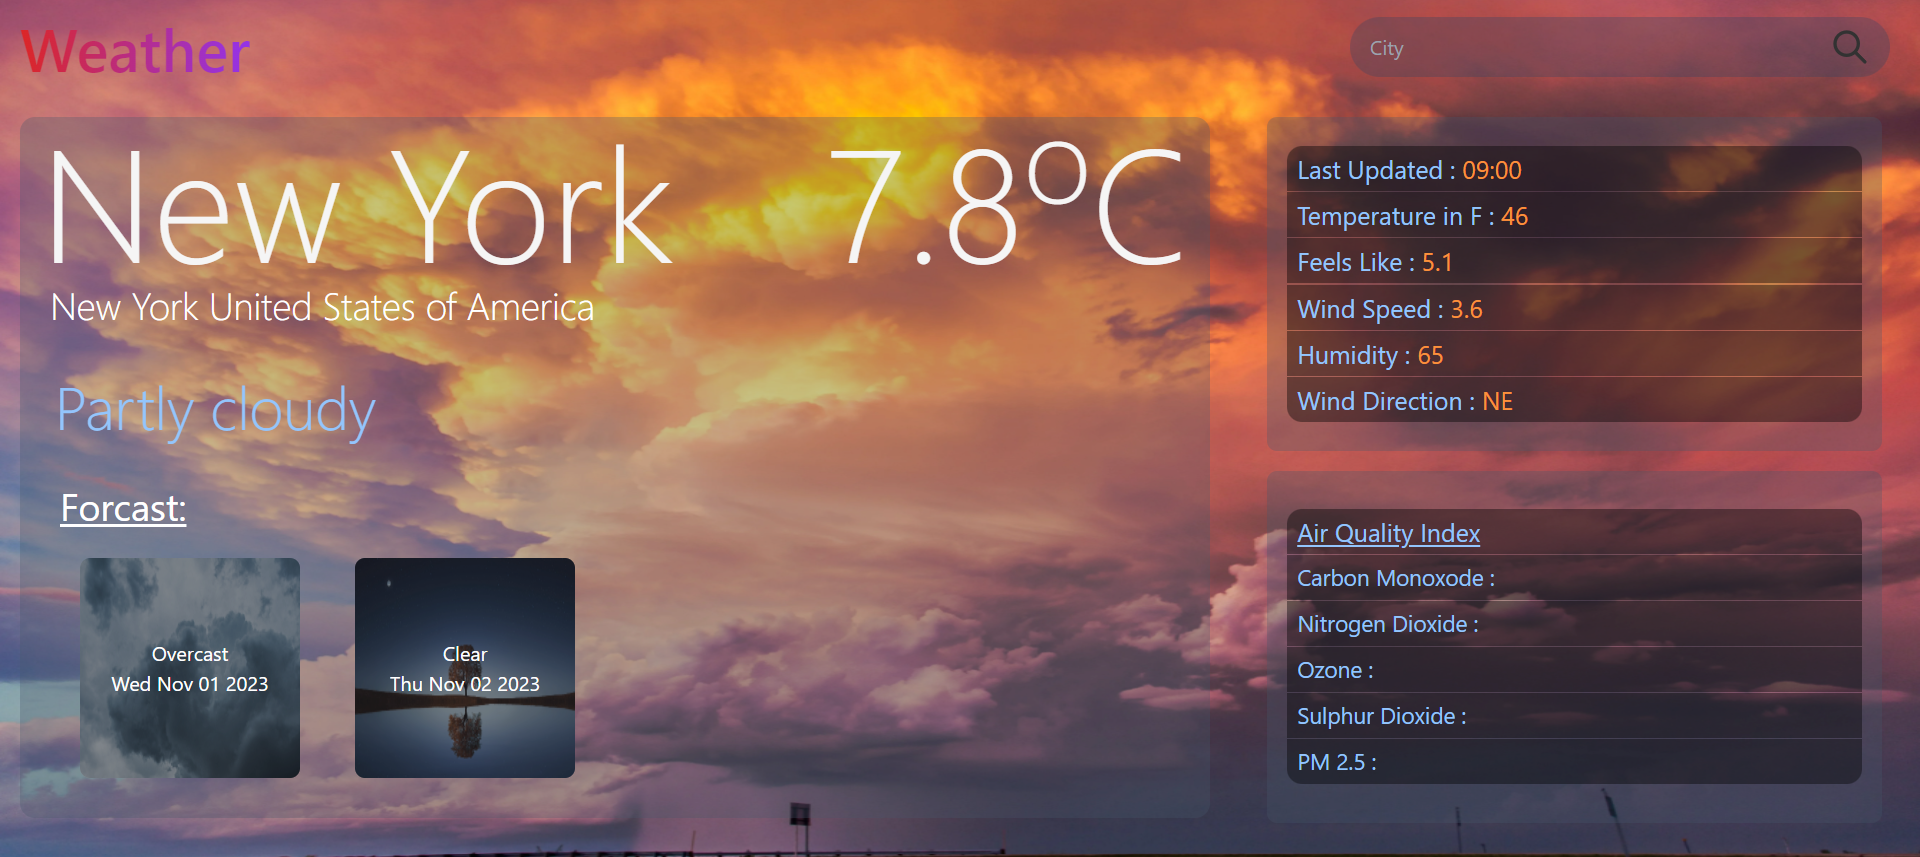 Weather
City
New York 7.8°C
New York United States of America
Partly cloudy
Forcast:
Overcast
Wed Nov 01 2023
Clear
Thu Nov 02 2023
Last Updated : 09:00
Temperature in F : 46
Feels Like : 5.1
Wind Speed : 3.6
Humidity : 65
Wind Direction : NE
Air Quality Index
Carbon Monoxode :
Nitrogen Dioxide :
Ozone :
Sulphur Dioxide :
PM 2.5 :